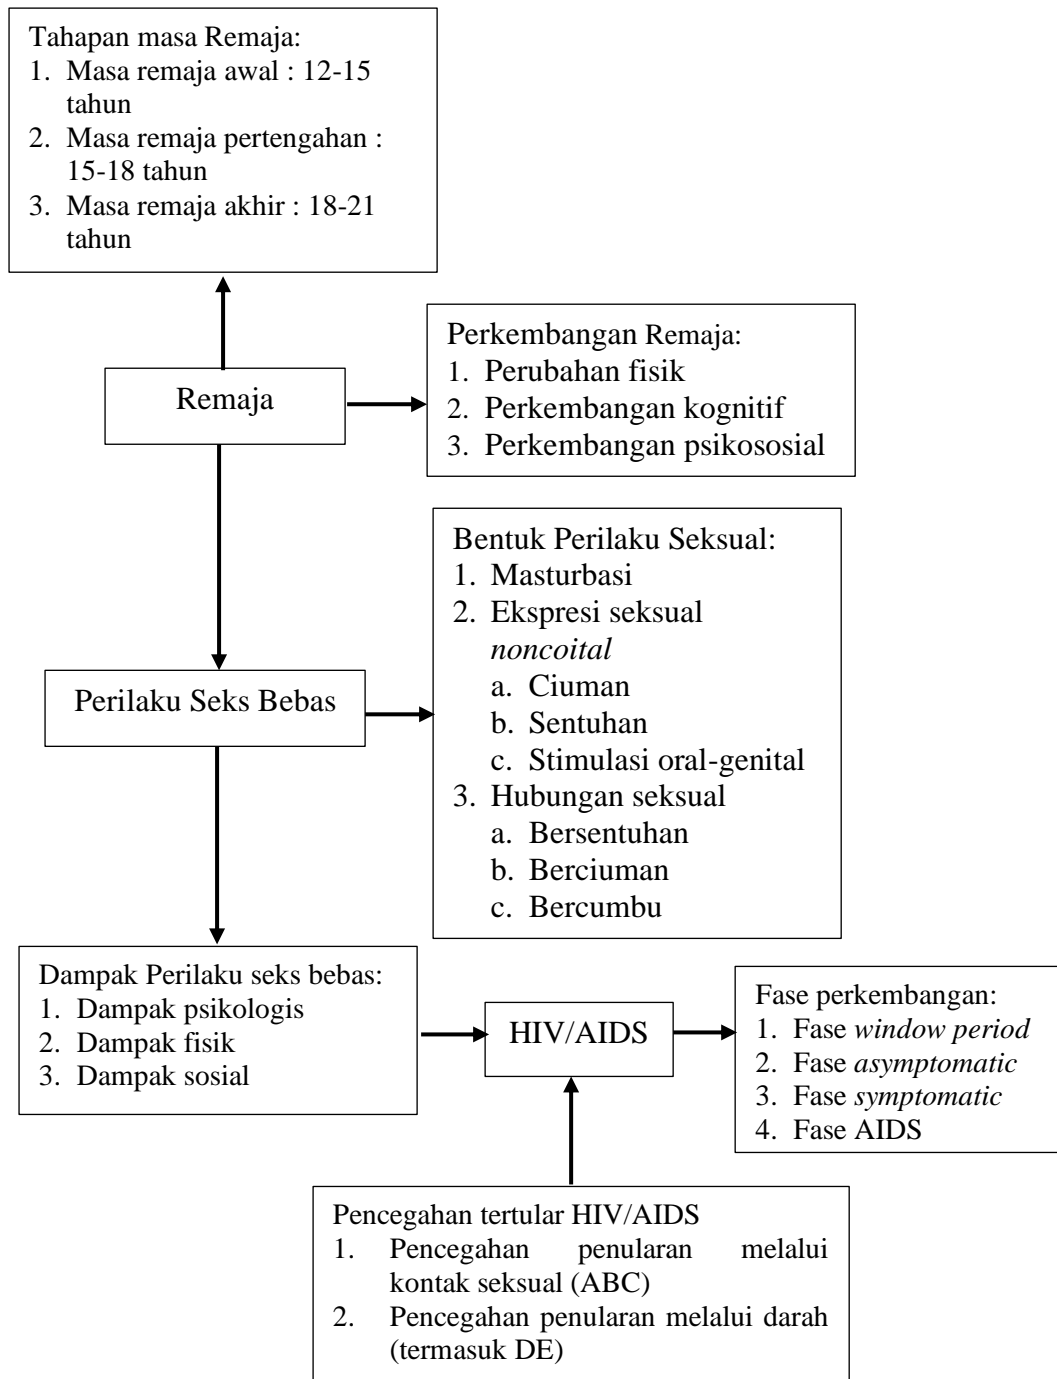 Tahapan masa Remaja:
1. Masa remaja awal : 12-15
tahun
2. Masa remaja pertengahan :
15-18 tahun
3. Masa remaja akhir : 18-21
tahun
Remaja
Perkembangan Remaja:
1. Perubahan fisik
2. Perkembangan kognitif
3. Perkembangan psikososial
Perilaku Seks Bebas
Bentuk Perilaku Seksual:
1. Masturbasi
2. Ekspresi seksual
noncoital
a. Ciuman
b. Sentuhan
c. Stimulasi oral-genital
3. Hubungan seksual
a. Bersentuhan
b. Berciuman
c. Bercumbu
Dampak Perilaku seks bebas:
1. Dampak psikologis
2. Dampak fisik
3. Dampak sosial
HIV/AIDS
Fase perkembangan:
1. Fase window period
2. Fase asymptomatic
3. Fase symptomatic
4. Fase AIDS
Pencegahan tertular HIV/AIDS
1. Pencegahan penularan melalui
kontak seksual (ABC)
2. Pencegahan penularan melalui darah
(termasuk DE)